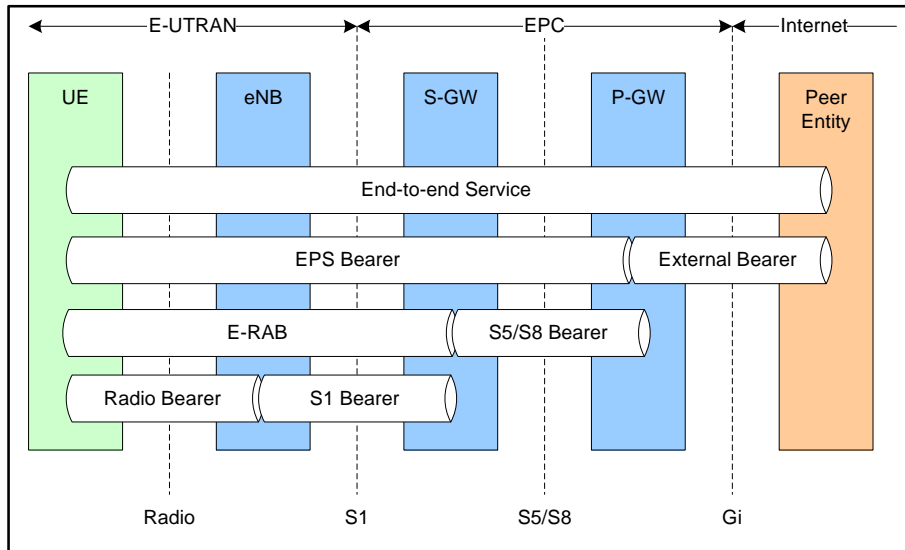 E-UTRAN
EPC
Internet
UE
eNB
S-GW
P-GW
Peer
Entity
End-to-end Service
EPS Bearer
External Bearer
E-RAB
S5/S8 Bearer
Radio Bearer
S1 Bearer
Radio
S1
S5/S8
Gi